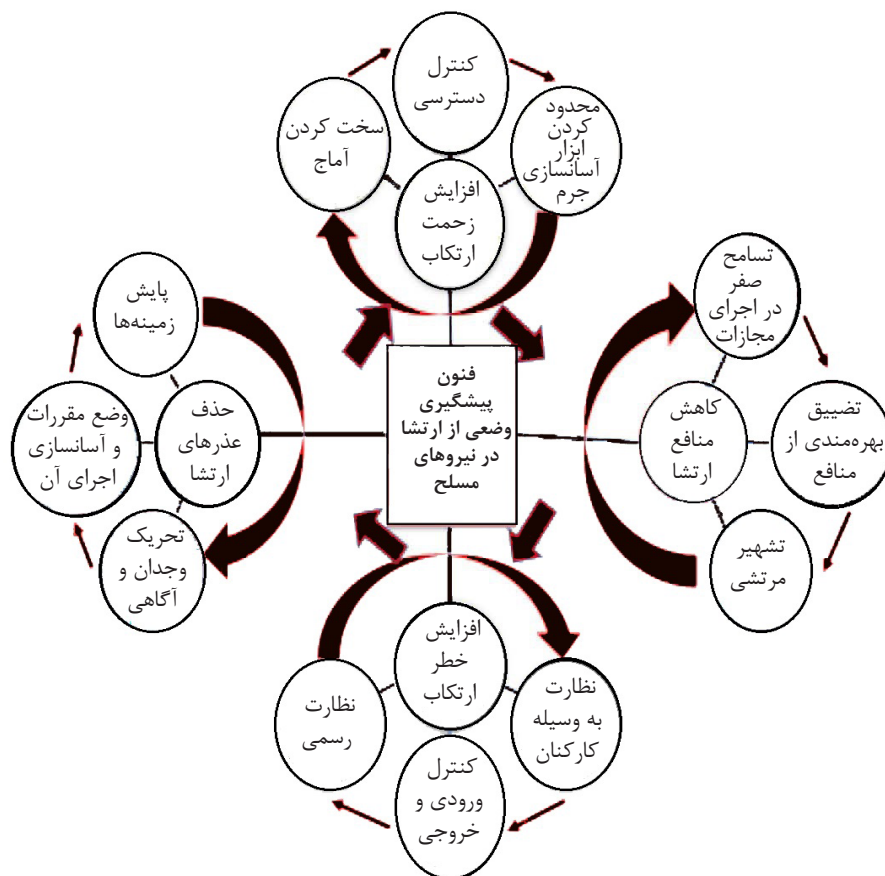 کنترل
دسترسی
سخت کردن
آماج
محدود
کردن
ابزار
آسانسازی
جرم
افزایش
زحمت
ارتکاب
تسامح
صفر
در اجرای
مجازات
پایش
زمینه‌ها
فنون
پیشگیری
وضعی از ارتشا
در نیروهای
مسلح
کاهش
منافع
ارتشا
تضییق
بهره‌مندی از
منافع
حذف
عذرهای
ارتشا
وضع مقررات
و آسانسازی
اجرای آن
تشهیر
مرتشی
تحریک
وجدان و
آگاهی
افزایش
خطر
ارتکاب
نظارت
به وسیله
کارکنان
نظارت
رسمی
کنترل
ورودی و
خروجی